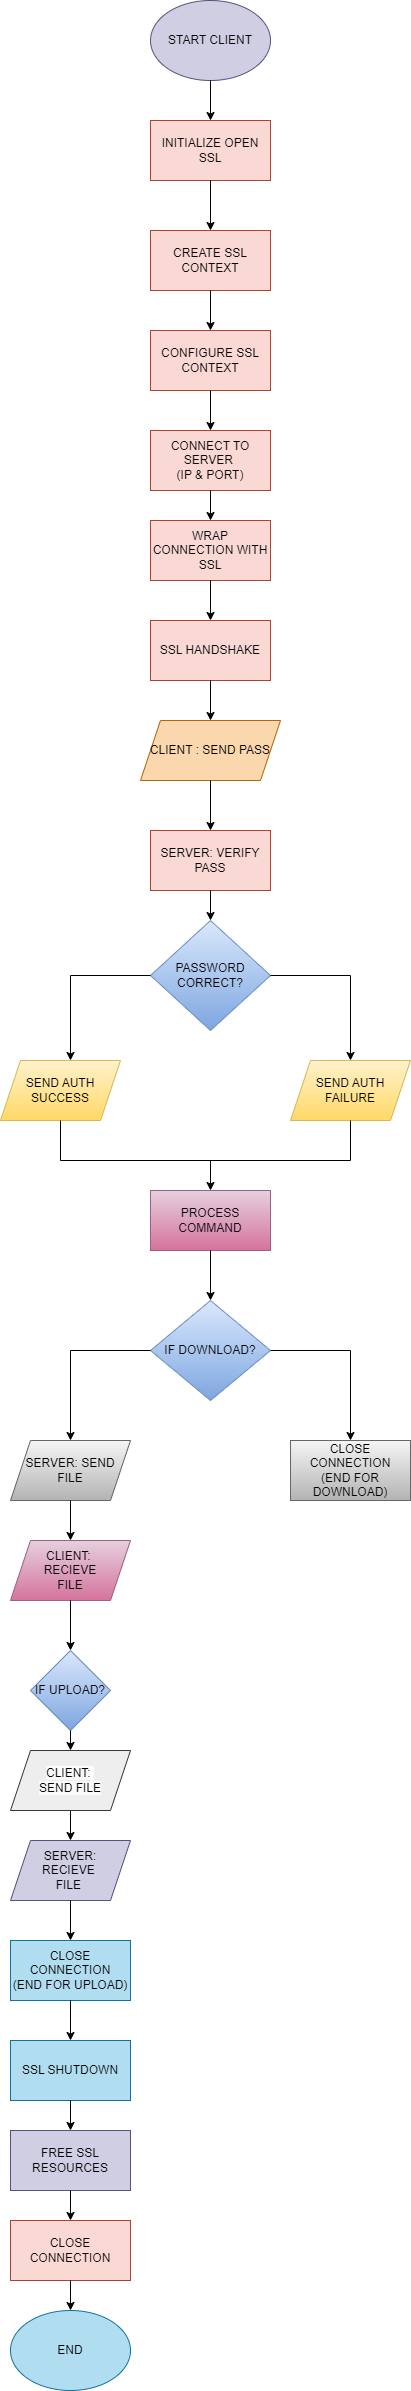 START CLIENT
INITIALIZE OPEN
SSL
CREATE SSL
CONTEXT
CONFIGURE SSL
CONTEXT
CONNECT TO
SERVER
(IP & PORT)
WRAP
CONNECTION WITH
SSL
SSL HANDSHAKE
CLIENT : SEND PASS
SERVER: VERIFY
PASS
PASSWORD
CORRECT?
SEND AUTH
SUCCESS
SEND AUTH
FAILURE
PROCESS
COMMAND
IF DOWNLOAD?
SERVER: SEND
FILE
CLOSE
CONNECTION
(END FOR
DOWNLOAD)
CLIENT:
RECIEVE
FILE
IF UPLOAD?
CLIENT:
SEND FILE
SERVER:
RECIEVE
FILE
CLOSE
CONNECTION
(END FOR UPLOAD)
SSL SHUTDOWN
FREE SSL
RESOURCES
CLOSE
CONNECTION
END